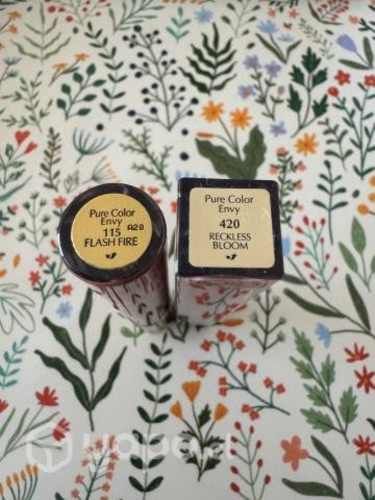 Pure Color
Envy
115 A28
FLASH FIRE
Pure Color
Envy
420
RECKLESS
BLOOM